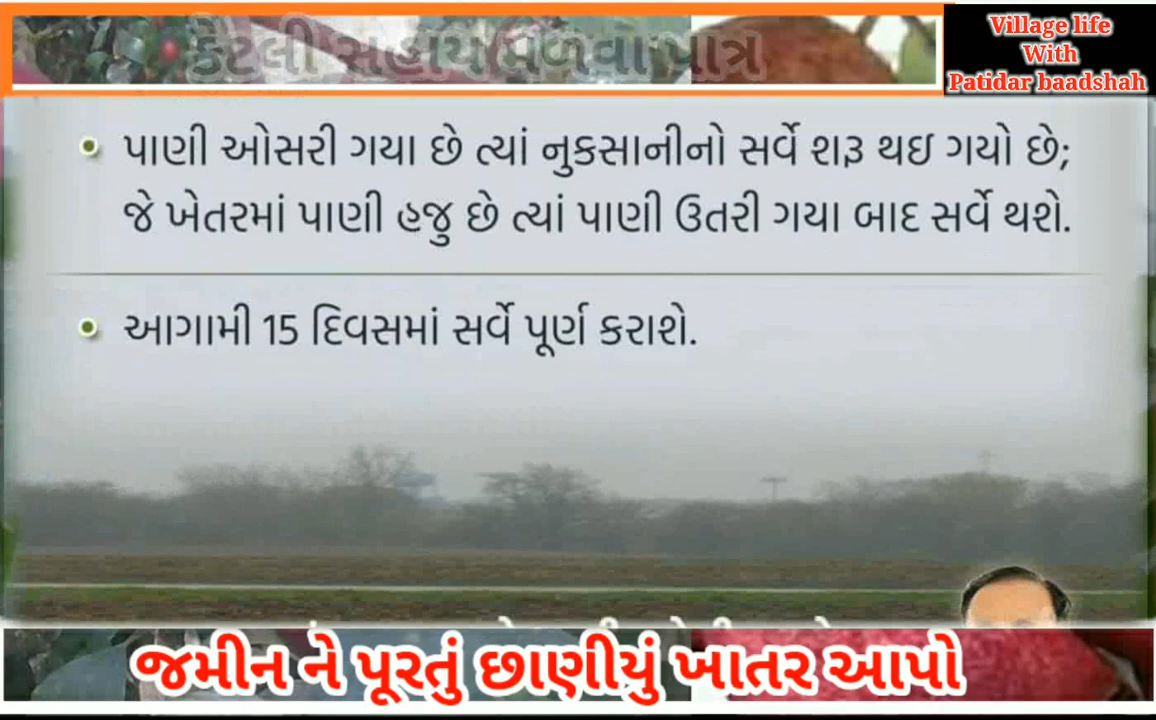 કેટલી સહાય મળવા પાત્ર
Village life
With
Patidar baadshah
• પાણી ઓસરી ગયા છે ત્યાં નુકસાનીનો સર્વે શરૂ થઇ ગયો છે;
જે ખેતરમાં પાણી હજુ છે ત્યાં પાણી ઉતરી ગયા બાદ સર્વે થશે.
• આગામી 15 દિવસમાં સર્વે પૂર્ણ કરાશે.
જમીન ને પૂરતું છાણીયું ખાતર આપો